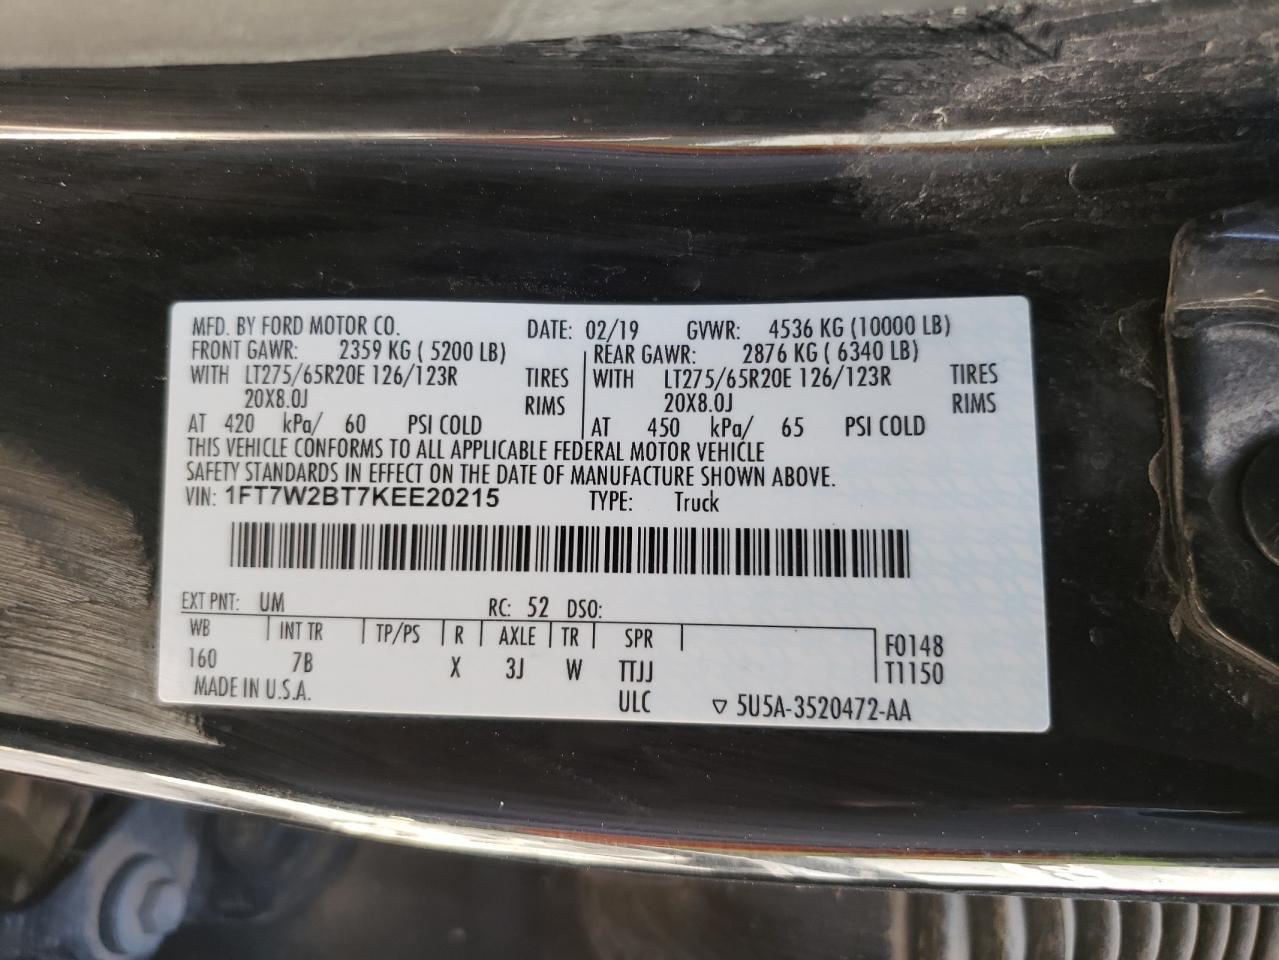 MFD. BY FORD MOTOR CO. DATE: 02/19 GVWR: 4536 KG (10000 LB)
FRONT GAWR: 2359 KG ( 5200 LB) REAR GAWR: 2876 KG ( 6340 LB)
WITH LT275/65R20E 126/123R TIRES WITH LT275/65R20E 126/123R TIRES
20X8.0J RIMS 20X8.0J RIMS
AT 420 kPa/ 60 PSI COLD AT 450 kPa/ 65 PSI COLD
THIS VEHICLE CONFORMS TO ALL APPLICABLE FEDERAL MOTOR VEHICLE
SAFETY STANDARDS IN EFFECT ON THE DATE OF MANUFACTURE SHOWN ABOVE.
VIN: 1FT7W2BT7KEE20215 TYPE: Truck
EXT PNT: UM RC: 52 DSO:
WB INT TR TP/PS R AXLE TR SPR F0148
160 7B X 3J W TTJJ T1150
MADE IN U.S.A. ULC ▽ 5U5A-3520472-AA